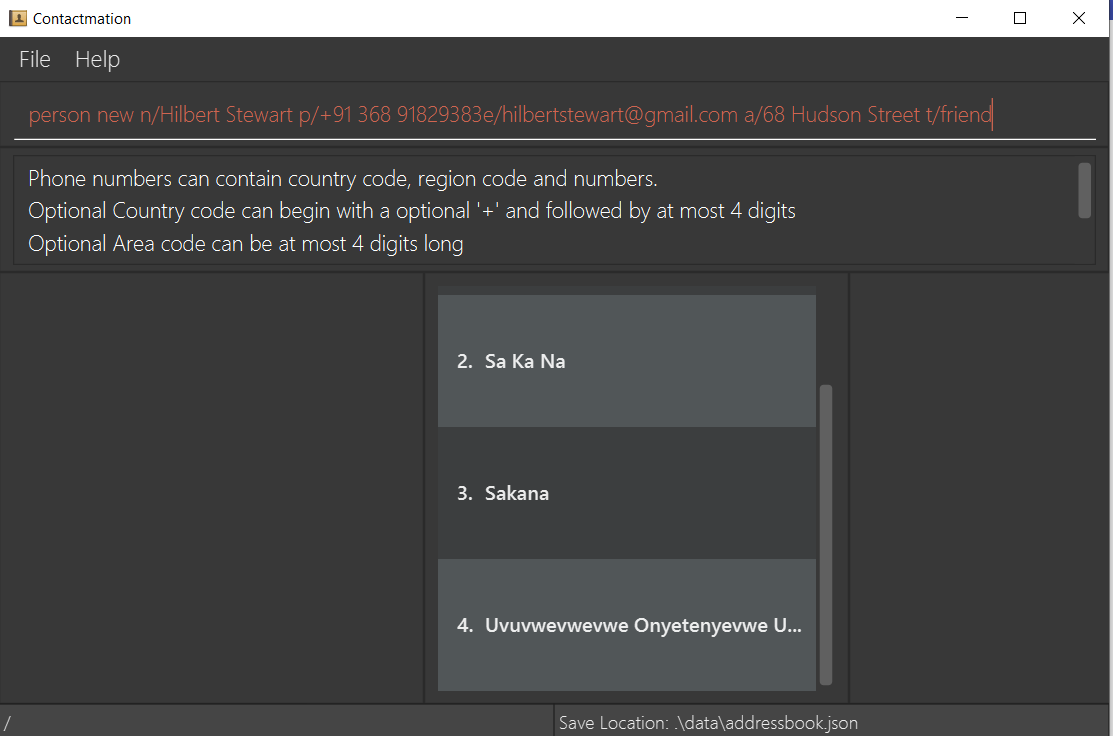 Contactmation
File Help
person new n/Hilbert Stewart p/+91 368 91829383e/hilbertstewart@gmail.com a/68 Hudson Street t/friend
Phone numbers can contain country code, region code and numbers.
Optional Country code can begin with a optional '+' and followed by at most 4 digits
Optional Area code can be at most 4 digits long
2. Sa Ka Na
3. Sakana
4. Uvuvwevwevwe Onyetenyevwe U...
/
Save Location: .\data\addressbook.json